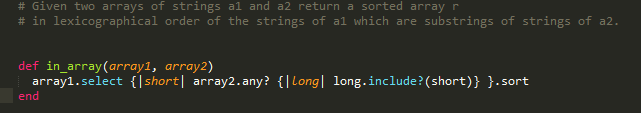 # Given two arrays of strings a1 and a2 return a sorted array r
# in lexicographical order of the strings of a1 which are substrings of strings of a2.
def in_array(array1, array2)
array1.select {|short| array2.any? {|long| long.include?(short)} }.sort
end